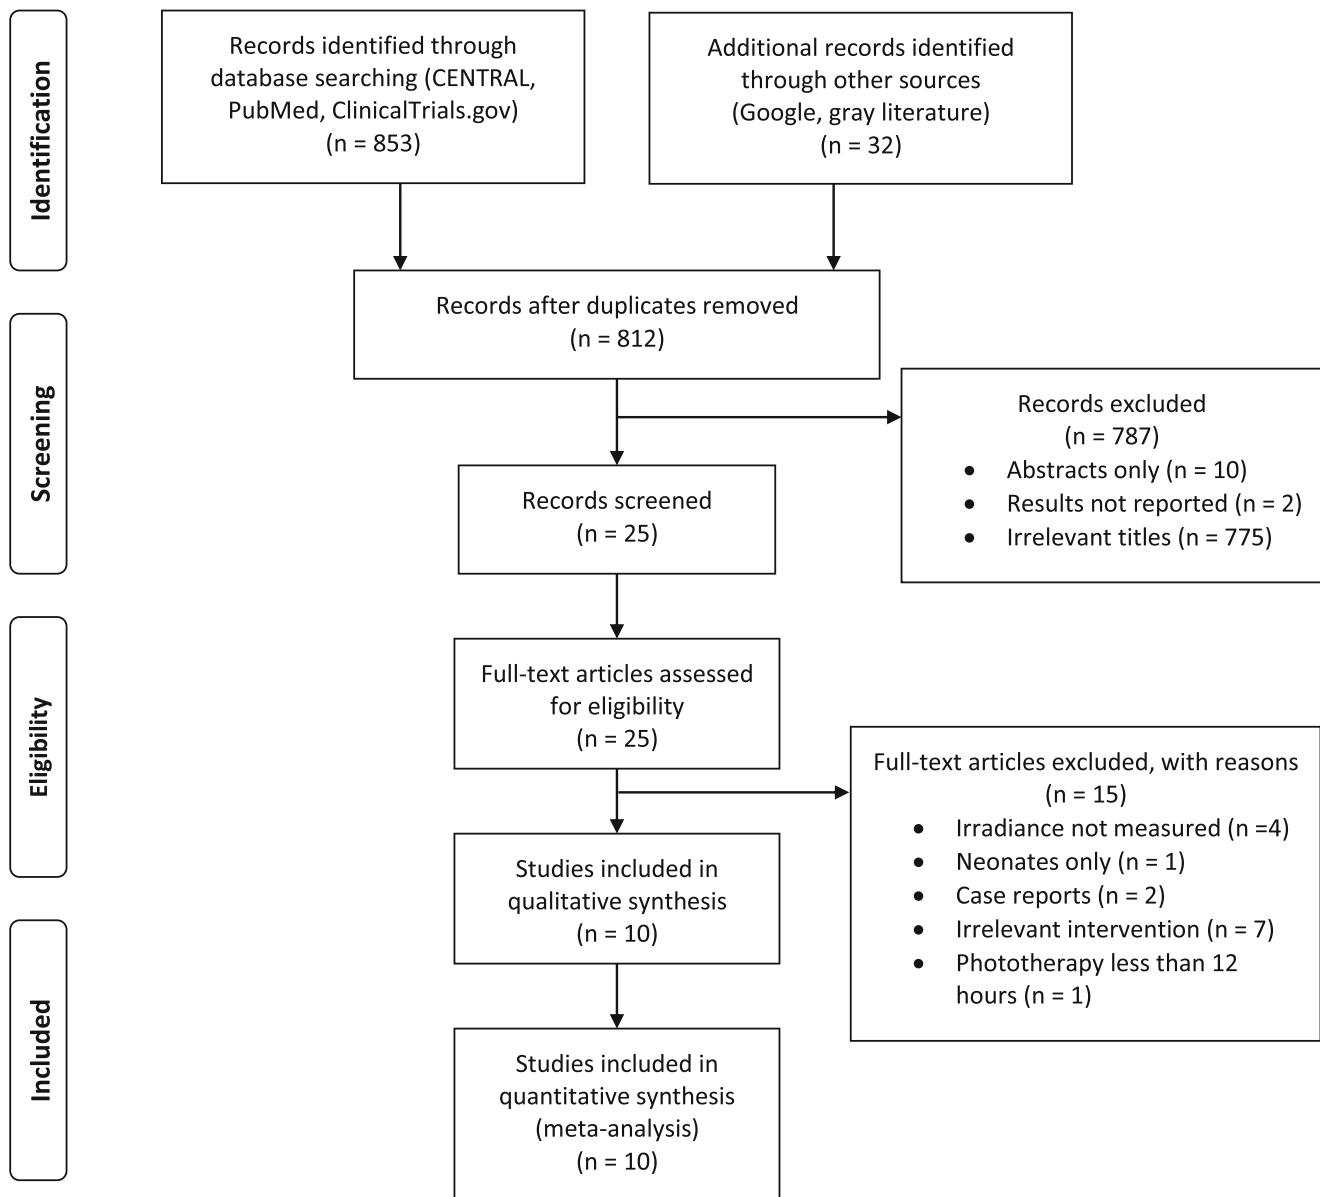 Identification
Records identified through
database searching (CENTRAL,
PubMed, ClinicalTrials.gov)
(n = 853)
Additional records identified
through other sources
(Google, gray literature)
(n = 32)
Records after duplicates removed
(n = 812)
Screening
Records excluded
(n = 787)
• Abstracts only (n = 10)
• Results not reported (n = 2)
• Irrelevant titles (n = 775)
Records screened
(n = 25)
Eligibility
Full-text articles assessed
for eligibility
(n = 25)
Full-text articles excluded, with reasons
(n = 15)
• Irradiance not measured (n =4)
• Neonates only (n = 1)
• Case reports (n = 2)
• Irrelevant intervention (n = 7)
• Phototherapy less than 12
hours (n = 1)
Studies included in
qualitative synthesis
(n = 10)
Included
Studies included in
quantitative synthesis
(meta-analysis)
(n = 10)